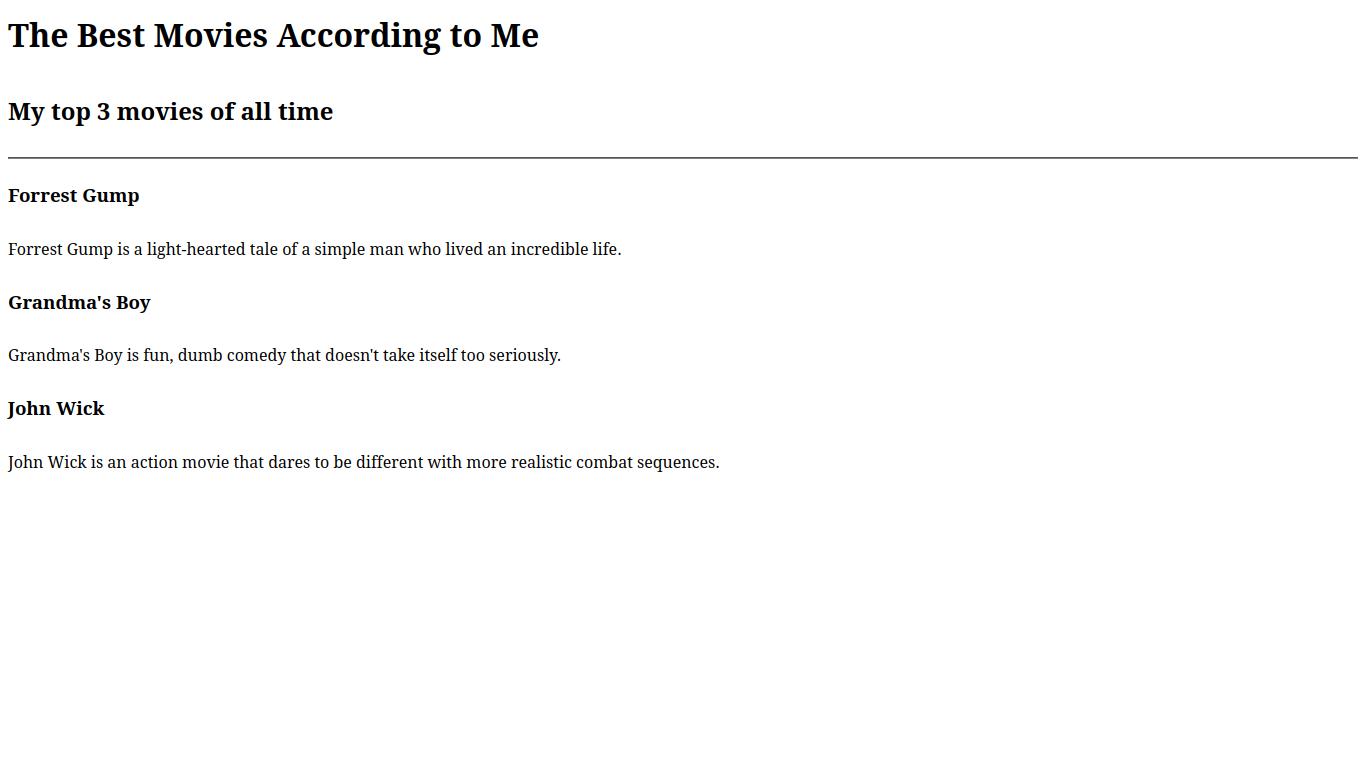 The Best Movies According to Me
My top 3 movies of all time
Forrest Gump
Forrest Gump is a light-hearted tale of a simple man who lived an incredible life.
Grandma's Boy
Grandma's Boy is fun, dumb comedy that doesn't take itself too seriously.
John Wick
John Wick is an action movie that dares to be different with more realistic combat sequences.